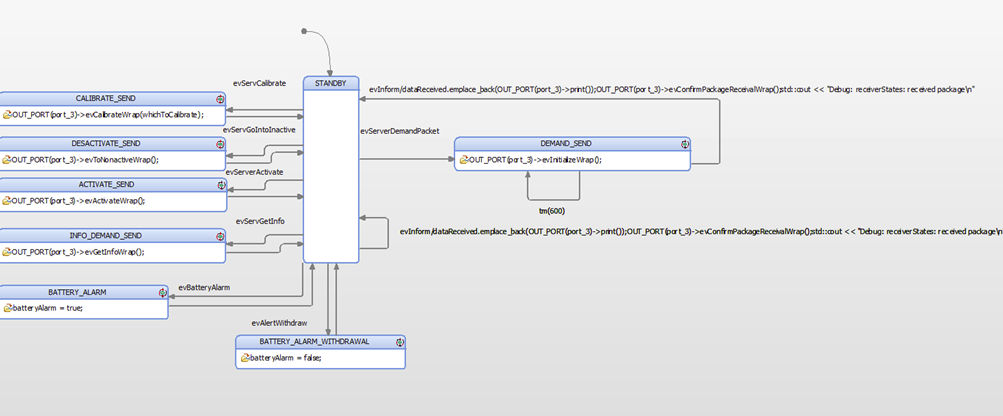 STANDBY
evServCalibrate
evInform/dataReceived.emplace_back(OUT_PORT(port_3)->print());OUT_PORT(port_3)->evConfirmPackageReceivalWrap();std::cout << "Debug: receiverStates: received package\n"
CALIBRATE_SEND
OUT_PORT(port_3)->evCalibrateWrap(whichToCalibrate);
evServGoIntoInactive
evServerDemandPacket
DESACTIVATE_SEND
OUT_PORT(port_3)->evToNonactiveWrap();
DEMAND_SEND
OUT_PORT(port_3)->evInitializeWrap();
evServerActivate
ACTIVATE_SEND
OUT_PORT(port_3)->evActivateWrap();
tm(600)
evServGetInfo
evInform/dataReceived.emplace_back(OUT_PORT(port_3)->print());OUT_PORT(port_3)->evConfirmPackageReceivalWrap();std::cout << "Debug: receiverStates: received package\n
INFO_DEMAND_SEND
OUT_PORT(port_3)->evGetInfoWrap();
evBatteryAlarm
BATTERY_ALARM
batteryAlarm = true;
evAlertWithdraw
BATTERY_ALARM_WITHDRAWAL
batteryAlarm = false;